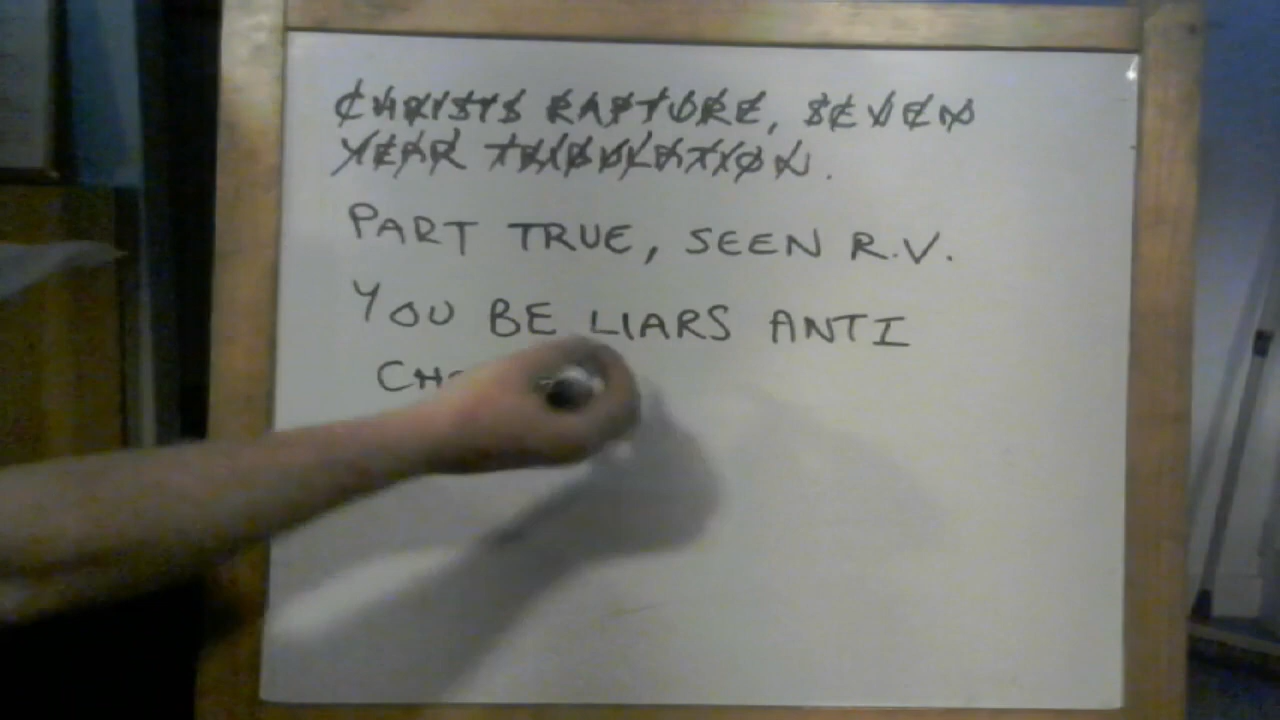 CHRISTS RAPTURE, SEVEN
YEAR TRIBULATION.
PART TRUE, SEEN R.V.
YOU BE LIARS ANTI